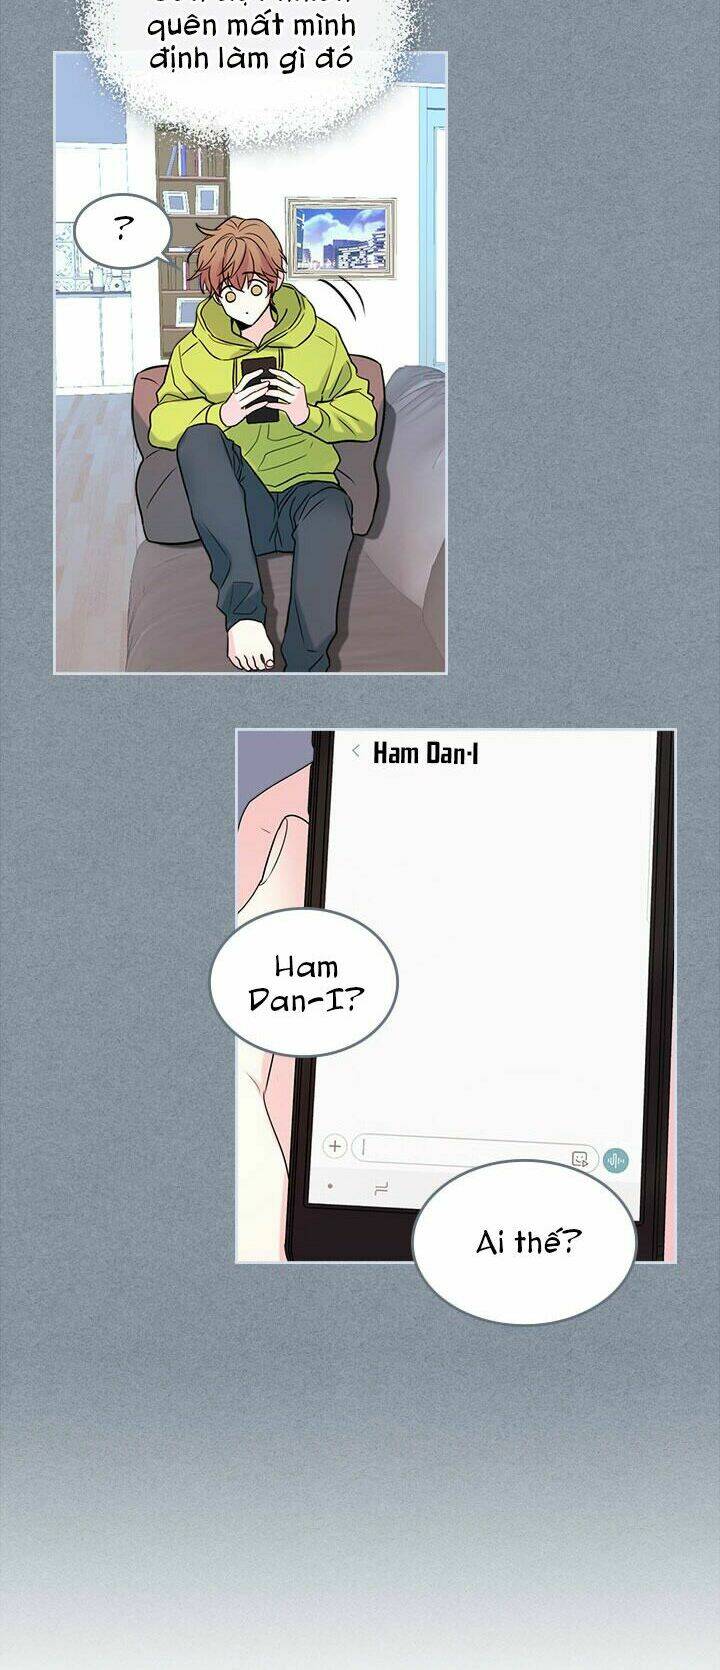 quên mất mình
định làm gì đó
?
Ham Dan-I
Ham
Dan-I?
Ai thế?